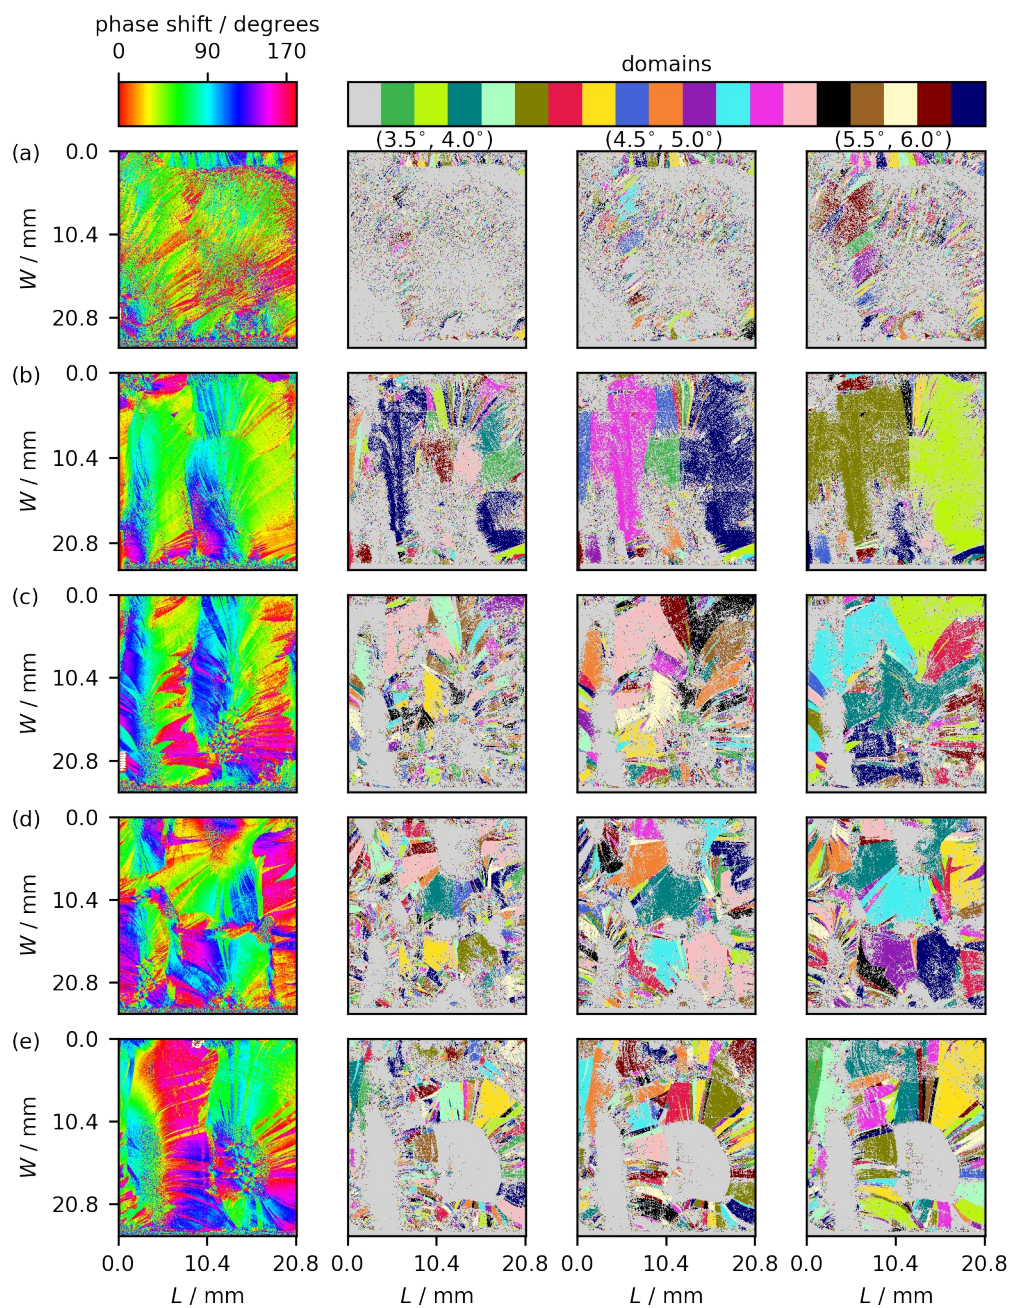 phase shift / degrees
0 90 170
domains
(3.5°, 4.0°) (4.5°, 5.0°) (5.5°, 6.0°)
(a) 0.0
W / mm
10.4
20.8
(b) 0.0
W / mm
10.4
20.8
(c) 0.0
W / mm
10.4
20.8
(d) 0.0
W / mm
10.4
20.8
(e) 0.0
W / mm
10.4
20.8
0.0 10.4 20.8 10.4 20.8 0.0 10.4 20.8 10.4 20.8
L / mm L / mm L / mm L / mm